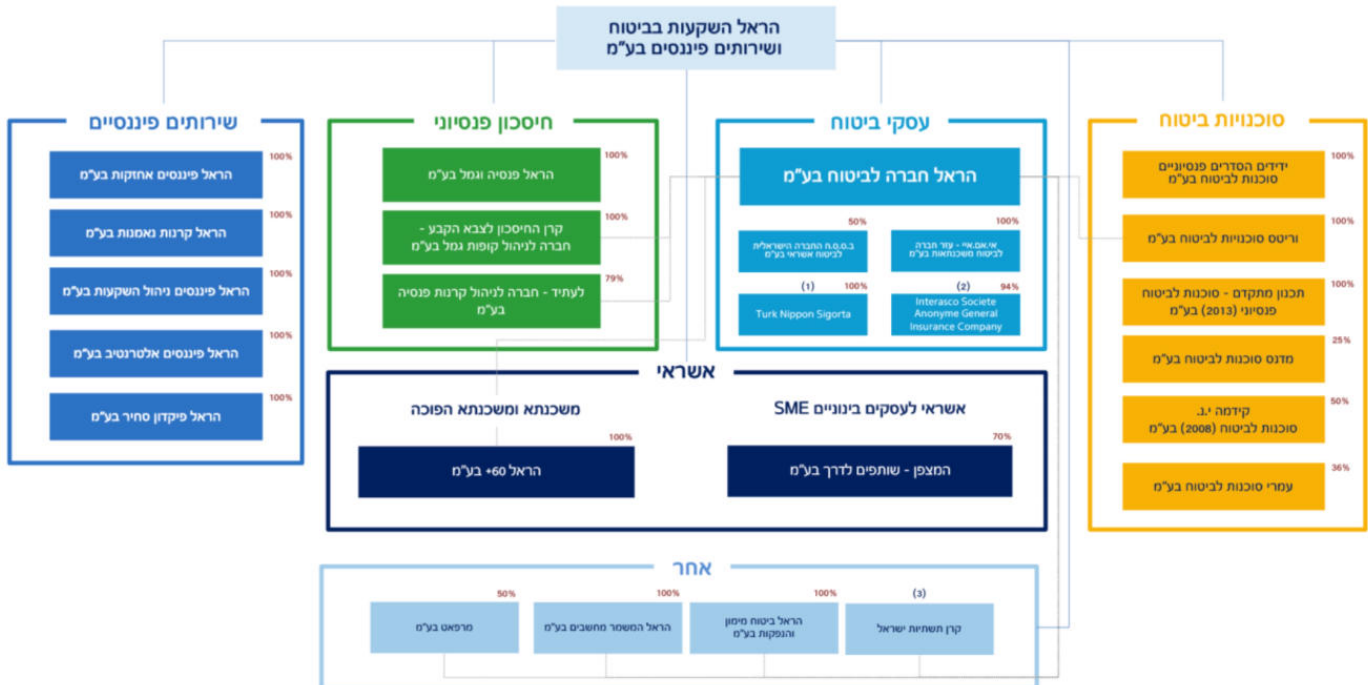 הראל השקעות בביטוח
ושירותים פיננסים בע"מ
סוכנויות ביטוח
100%
ידידים הסדרים פנסיוניים
סוכנות לביטוח בע"מ
100%
וריטס סוכנויות לביטוח בע"מ
100%
תכנון מתקדם - סוכנות לביטוח
פנסיוני (2013) בע"מ
25%
מדנס סוכנות לביטוח בע"מ
50%
קידמה י.נ.
סוכנות לביטוח (2008) בע"מ
36%
עמרי סוכנות לביטוח בע"מ
עסקי ביטוח
הראל חברה לביטוח בע"מ
100%
אי.אם.איי - עזר חברה
לביטוח משכנתאות בע"מ
50%
ב.ס.ס.ח החברה הישראלית
לביטוח אשראי בע"מ
(2) 94%
Interasco Societe
Anonyme General
Insurance Company
(1) 100%
Turk Nippon Sigorta
חיסכון פנסיוני
100%
הראל פנסיה וגמל בע"מ
100%
קרן החיסכון לצבא הקבע -
חברה לניהול קופות גמל בע"מ
79%
לעתיד - חברה לניהול קרנות פנסיה
בע"מ
שירותים פיננסיים
100%
הראל פיננסים אחזקות בע"מ
100%
הראל קרנות נאמנות בע"מ
100%
הראל פיננסים ניהול השקעות בע"מ
100%
הראל פיננסים אלטרנטיב בע"מ
100%
הראל פיקדון סחיר בע"מ
אשראי
אשראי לעסקים בינוניים SME
70%
המצפן - שותפים לדרך בע"מ
משכנתא ומשכנתא הפוכה
100%
הראל 60+ בע"מ
אחר
(3)
קרן תשתיות ישראל
100%
הראל ביטוח מימון
והנפקות בע"מ
100%
הראל המשמר מחשבים בע"מ
50%
מרפאט בע"מ